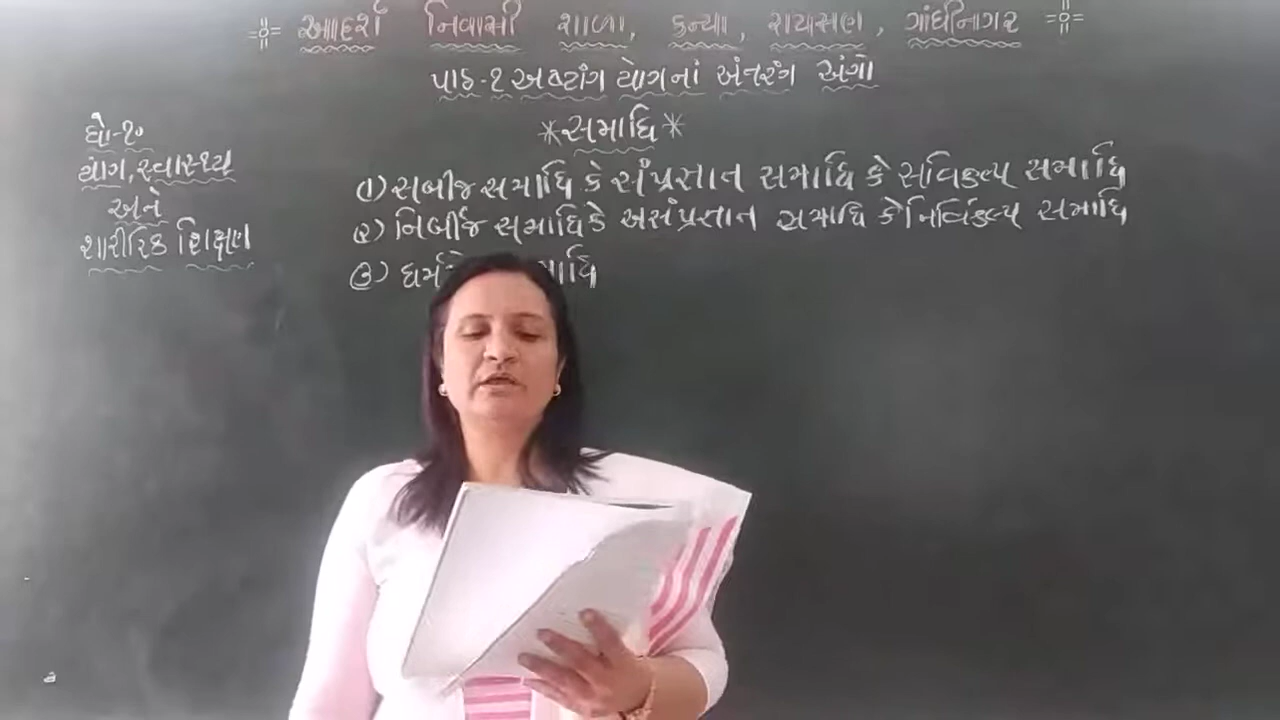 આદર્શ નિવાસી શાળા, કન્યા, રાયસણ, ગાંધીનગર
પાઠ-૧ અષ્ટાંગ યોગનાં અંતરંગ અંગો
*સમાધિ*
ધો-૧૦
યોગ, સ્વાસ્થ્ય
અને
શારીરિક શિક્ષણ
(૧) સબીજ સમાધિ કે સંપ્રજ્ઞાત સમાધિ કે સવિકલ્પ સમાધિ
(૨) નિર્બીજ સમાધિ કે અસંપ્રજ્ઞાત સમાધિ કે નિર્વિકલ્પ સમાધિ
(૩)